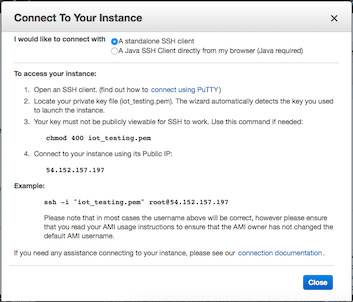 Connect To Your Instance ×
I would like to connect with A standalone SSH client
A Java SSH Client directly from my browser (Java required)
To access your instance:
1. Open an SSH client. (find out how to connect using PuTTY)
2. Locate your private key file (iot_testing.pem). The wizard automatically detects the key you used
to launch the instance.
3. Your key must not be publicly viewable for SSH to work. Use this command if needed:
chmod 400 iot_testing.pem
4. Connect to your instance using its Public IP:
54.152.157.197
Example:
ssh -i "iot_testing.pem" root@54.152.157.197
Please note that in most cases the username above will be correct, however please ensure
that you read your AMI usage instructions to ensure that the AMI owner has not changed the
default AMI username.
If you need any assistance connecting to your instance, please see our connection documentation.
Close